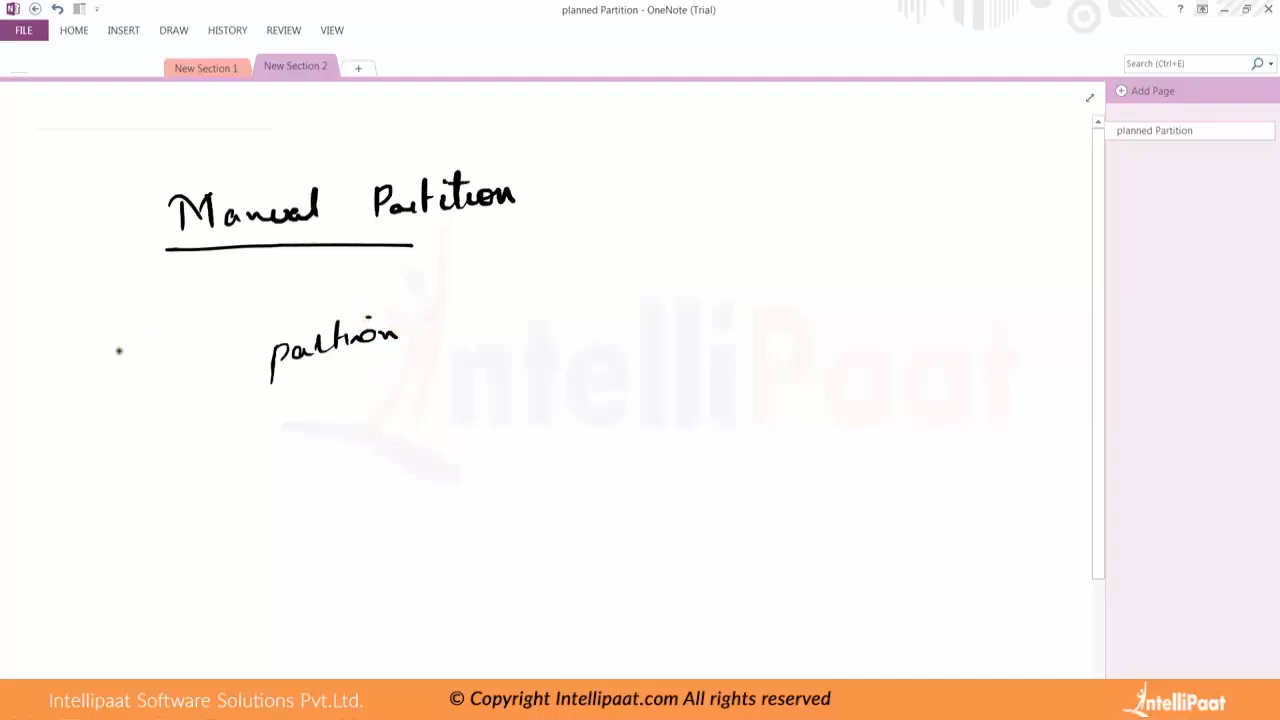 planned Partition - OneNote (Trial)
FILE HOME INSERT DRAW HISTORY REVIEW VIEW
New Section 1 New Section 2 +
Search (Ctrl+E)
Add Page
planned Partition
Manual Partition
partition
IntelliPaat
Intellipaat Software Solutions Pvt.Ltd.
© Copyright Intellipaat.com All rights reserved
IntelliPaat